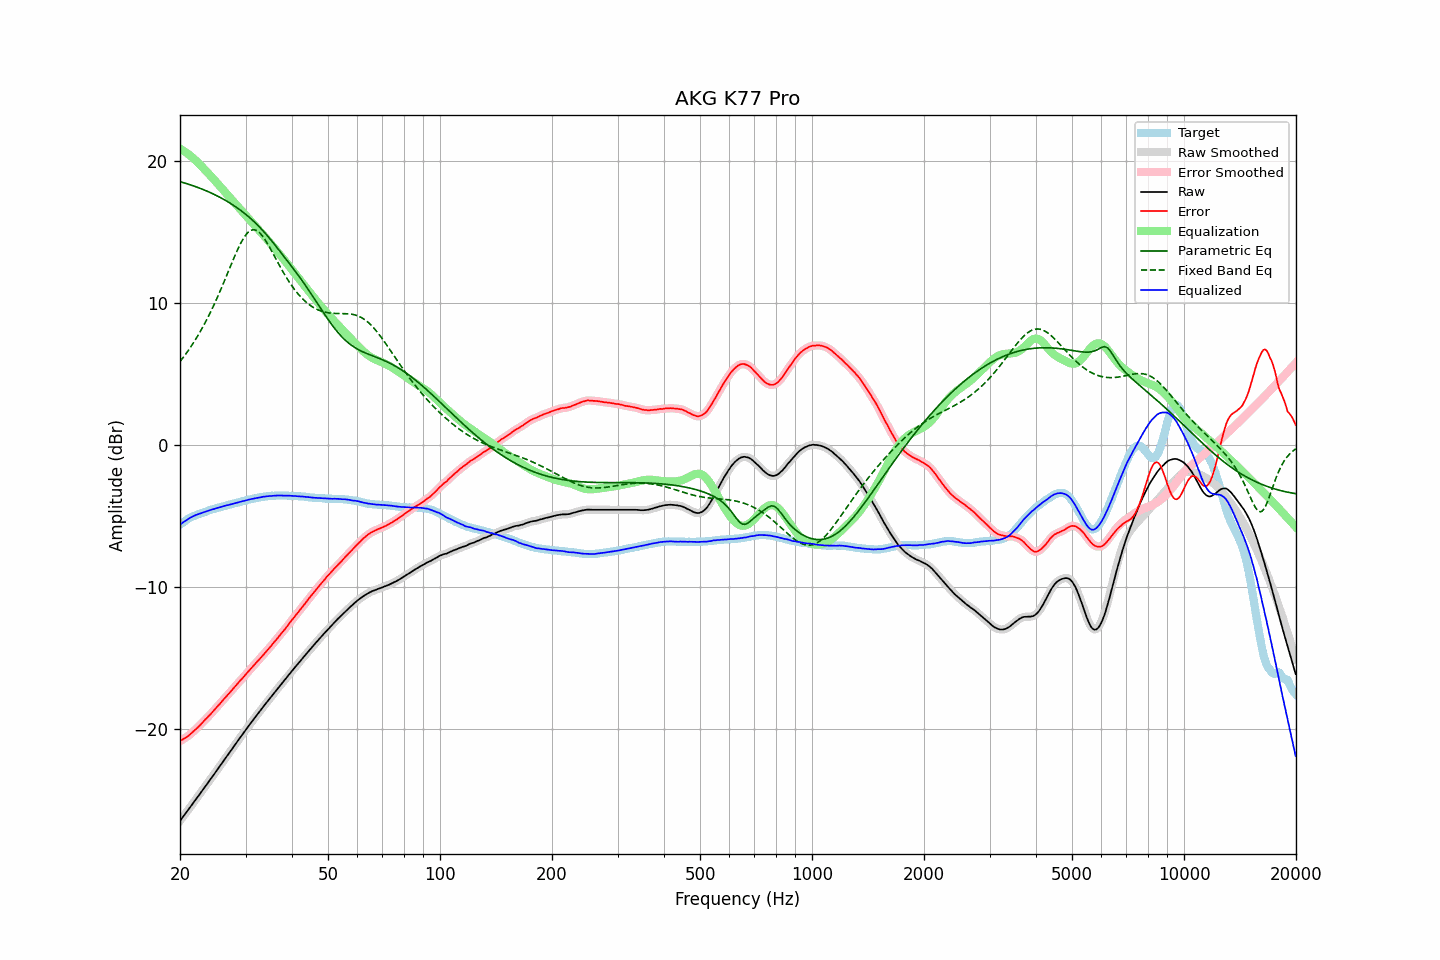 AKG K77 Pro
Target
Raw Smoothed
Error Smoothed
Raw
Error
Equalization
Parametric Eq
Fixed Band Eq
Equalized
Amplitude (dBr)
20
10
0
−10
−20
20 50 100 200 500 1000 2000 5000 10000 20000
Frequency (Hz)